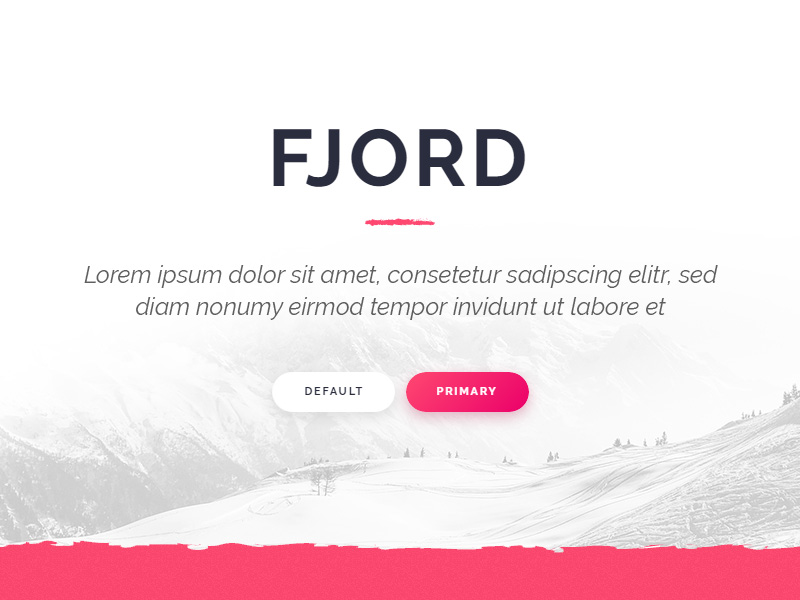 FJORD
Lorem ipsum dolor sit amet, consetetur sadipscing elitr, sed
diam nonumy eirmod tempor invidunt ut labore et
DEFAULT
PRIMARY